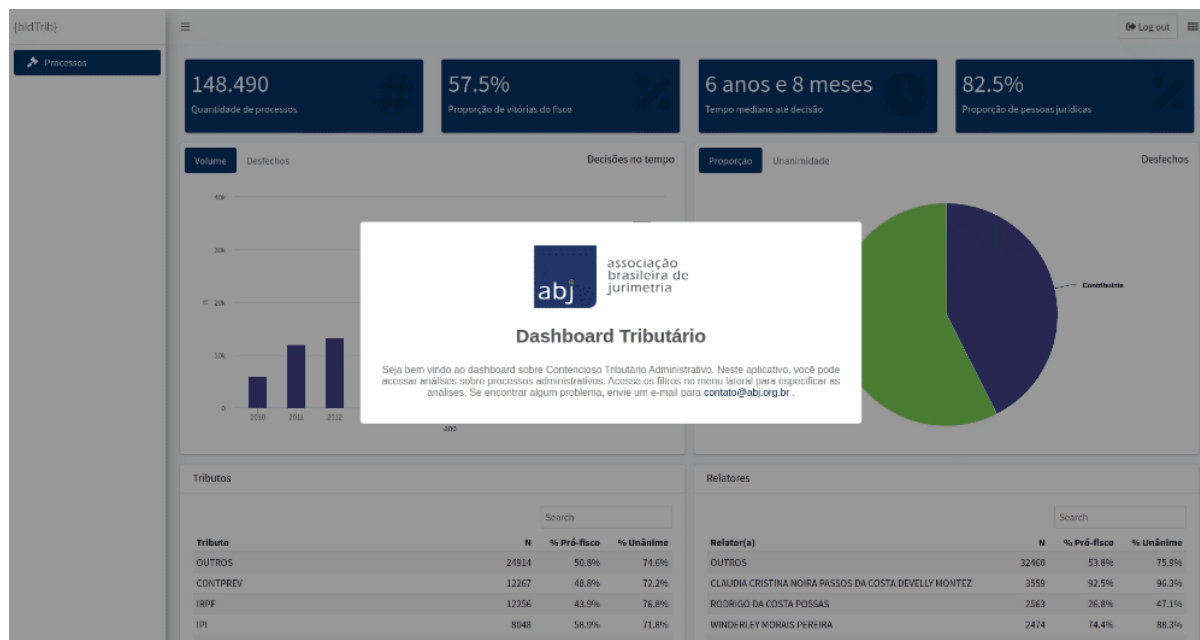 {bidTrib}
Log out
Processos
148.490
Quantidade de processos
57.5%
Proporção de vitórias do fisco
6 anos e 8 meses
Tempo mediano até decisão
82.5%
Proporção de pessoas jurídicas
Volume Desfechos Decisões no tempo
Proporção Unanimidade Desfechos
40k
30k
20k
10k
0
2010 2011 2012
ano
Contribuinte
abj
associação
brasileira de
jurimetria
Dashboard Tributário
Seja bem vindo ao dashboard sobre Contencioso Tributário Administrativo. Neste aplicativo, você pode
acessar análises sobre processos administrativos. Acesse os filtros no menu lateral para especificar as
análises. Se encontrar algum problema, envie um e-mail para contato@abj.org.br .
Tributos
Search
Tributo N % Pró-fisco % Unânime
OUTROS 24914 50.8% 74.6%
CONTPREV 12267 48.8% 72.2%
IRPF 12256 43.9% 76.8%
IPI 8048 58.9% 71.8%
Relatores
Search
Relator(a) N % Pró-fisco % Unânime
OUTROS 32460 53.8% 75.9%
CLAUDIA CRISTINA NOIRA PASSOS DA COSTA DEVELLY MONTEZ 3559 92.5% 96.3%
RODRIGO DA COSTA POSSAS 2563 26.8% 47.1%
WINDERLEY MORAIS PEREIRA 2474 74.4% 88.3%